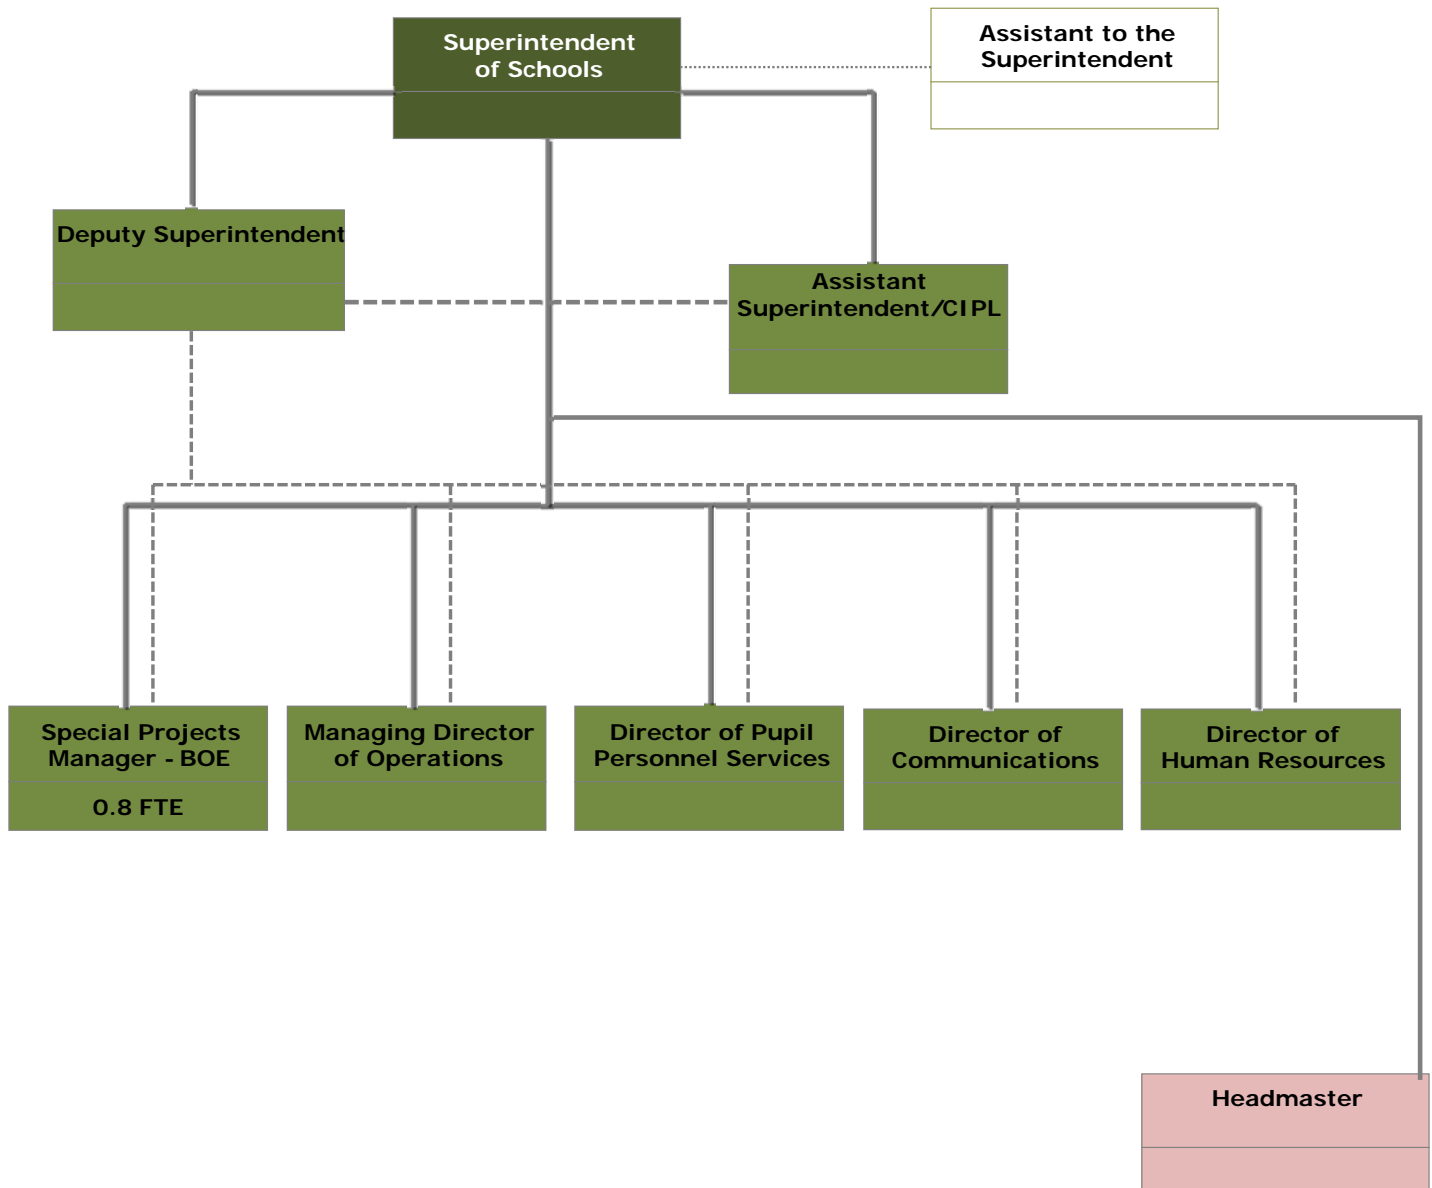 Superintendent
of Schools
Assistant to the
Superintendent
Deputy Superintendent
Assistant
Superintendent/CIPL
Special Projects
Manager - BOE
0.8 FTE
Managing Director
of Operations
Director of Pupil
Personnel Services
Director of
Communications
Director of
Human Resources
Headmaster